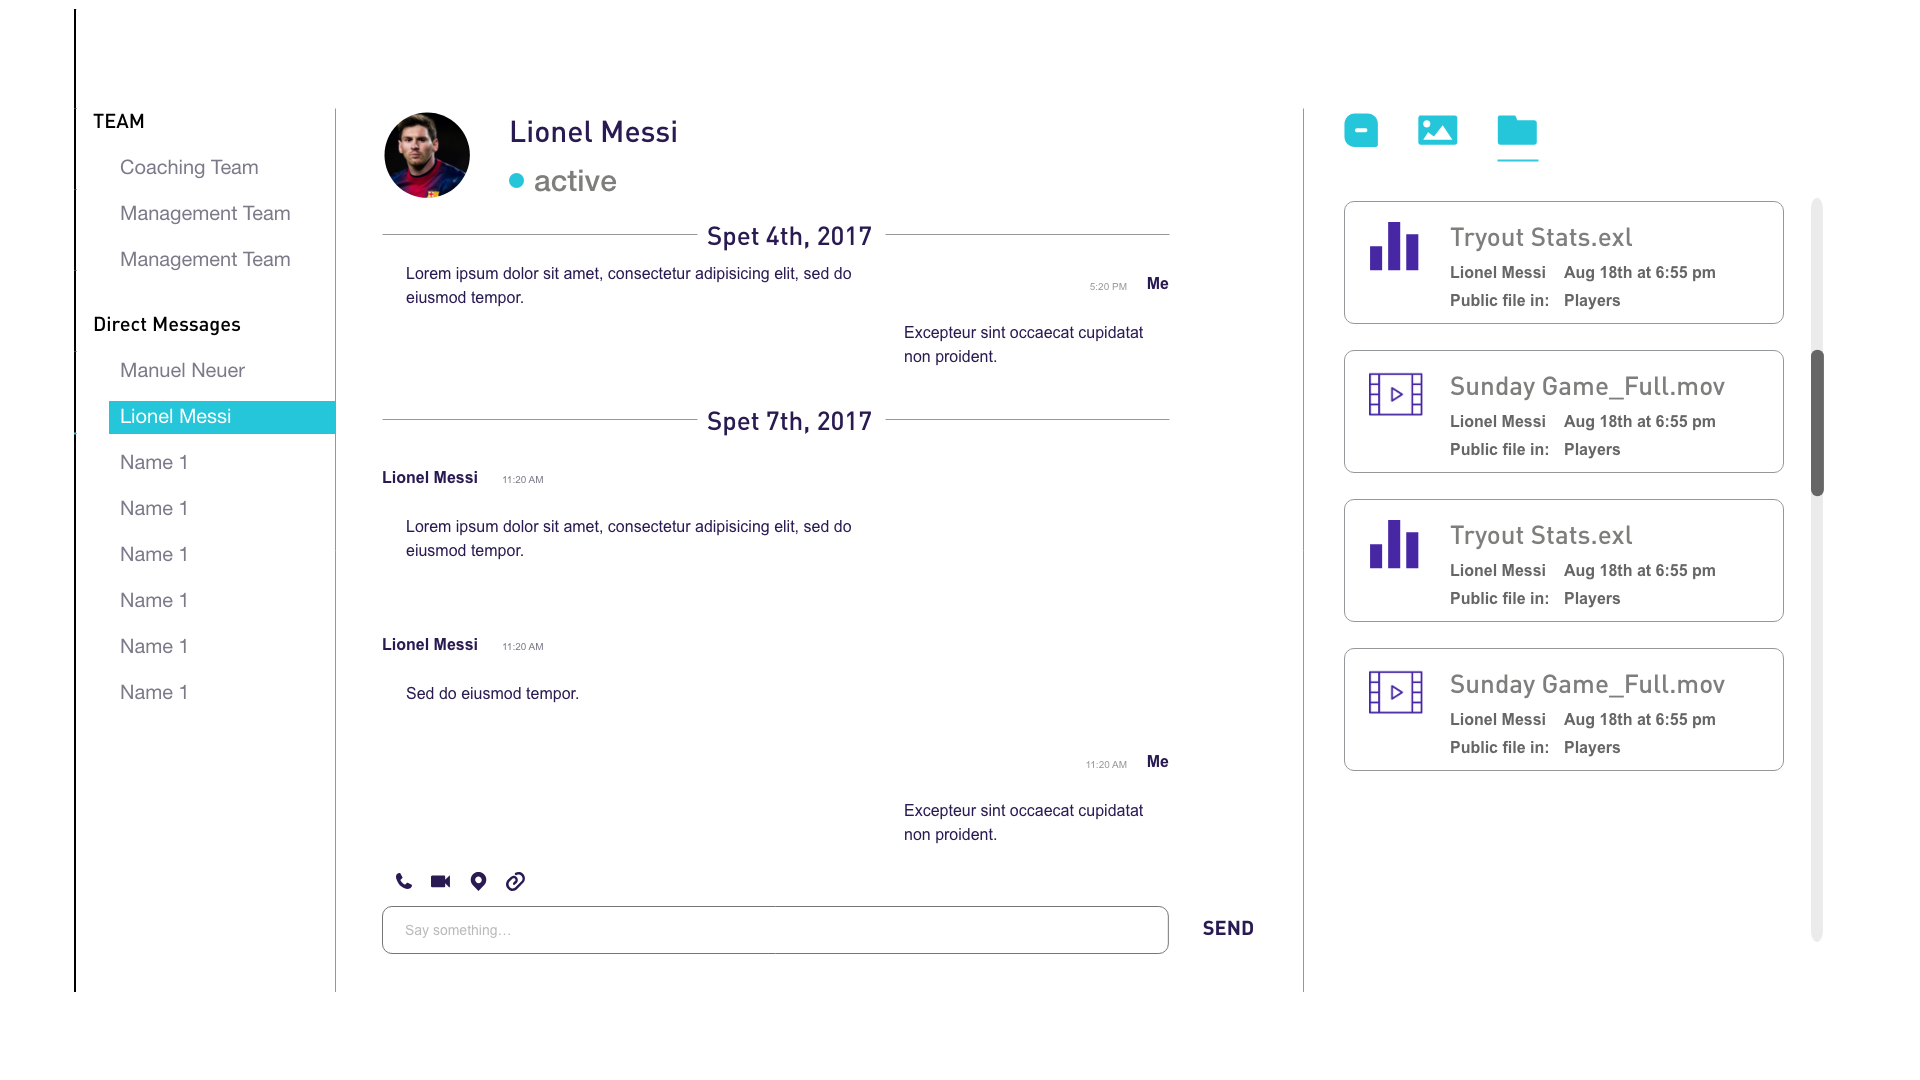 TEAM
Coaching Team
Management Team
Management Team
Direct Messages
Manuel Neuer
Lionel Messi
Name 1
Name 1
Name 1
Name 1
Name 1
Name 1
Lionel Messi
active
Spet 4th, 2017
Lorem ipsum dolor sit amet, consectetur adipisicing elit, sed do
eiusmod tempor.
5:20 PM Me
Excepteur sint occaecat cupidatat
non proident.
Spet 7th, 2017
Lionel Messi 11:20 AM
Lorem ipsum dolor sit amet, consectetur adipisicing elit, sed do
eiusmod tempor.
Lionel Messi 11:20 AM
Sed do eiusmod tempor.
11:20 AM Me
Excepteur sint occaecat cupidatat
non proident.
Say something...
SEND
Tryout Stats.exl
Lionel Messi Aug 18th at 6:55 pm
Public file in: Players
Sunday Game_Full.mov
Lionel Messi Aug 18th at 6:55 pm
Public file in: Players
Tryout Stats.exl
Lionel Messi Aug 18th at 6:55 pm
Public file in: Players
Sunday Game_Full.mov
Lionel Messi Aug 18th at 6:55 pm
Public file in: Players